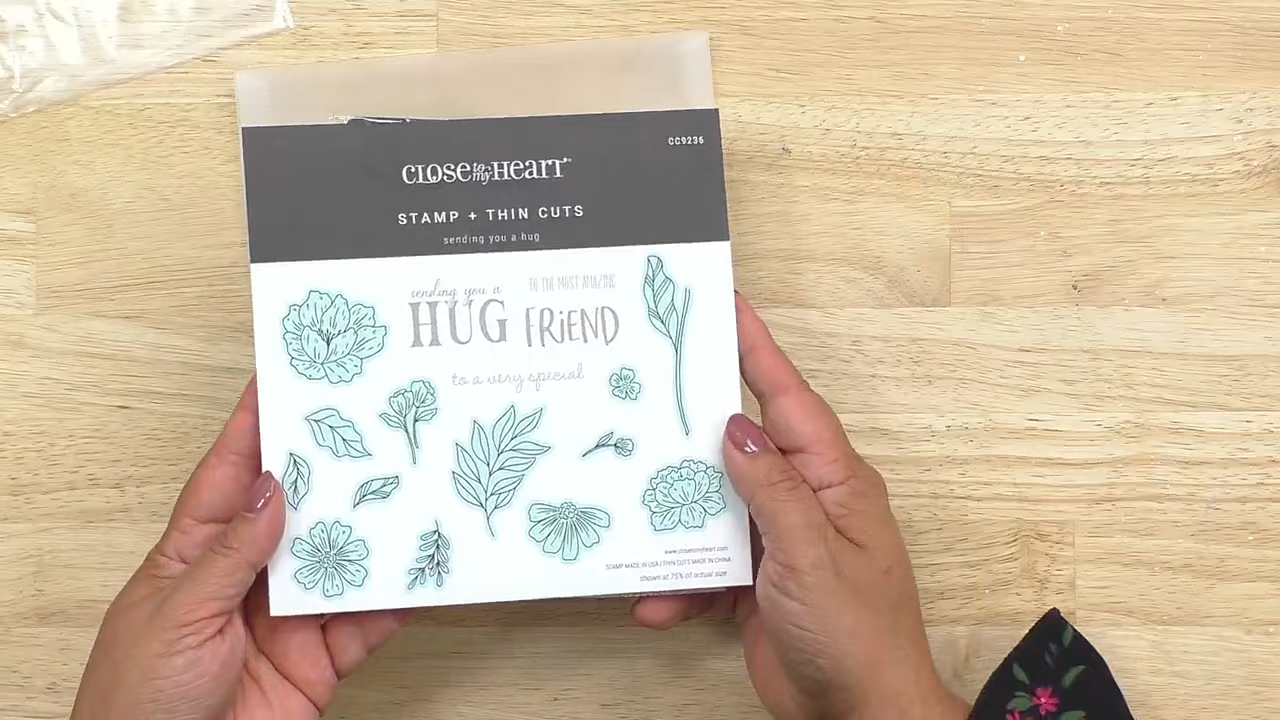 CC9236
CLOSE to my HEART®
STAMP + THIN CUTS
sending you a hug
sending you a
HUG
TO THE MOST AMAZING
FRiEND
to a very special
www.closetomyheart.com
STAMP MADE IN USA | THIN CUTS MADE IN CHINA
shown at 75% of actual size